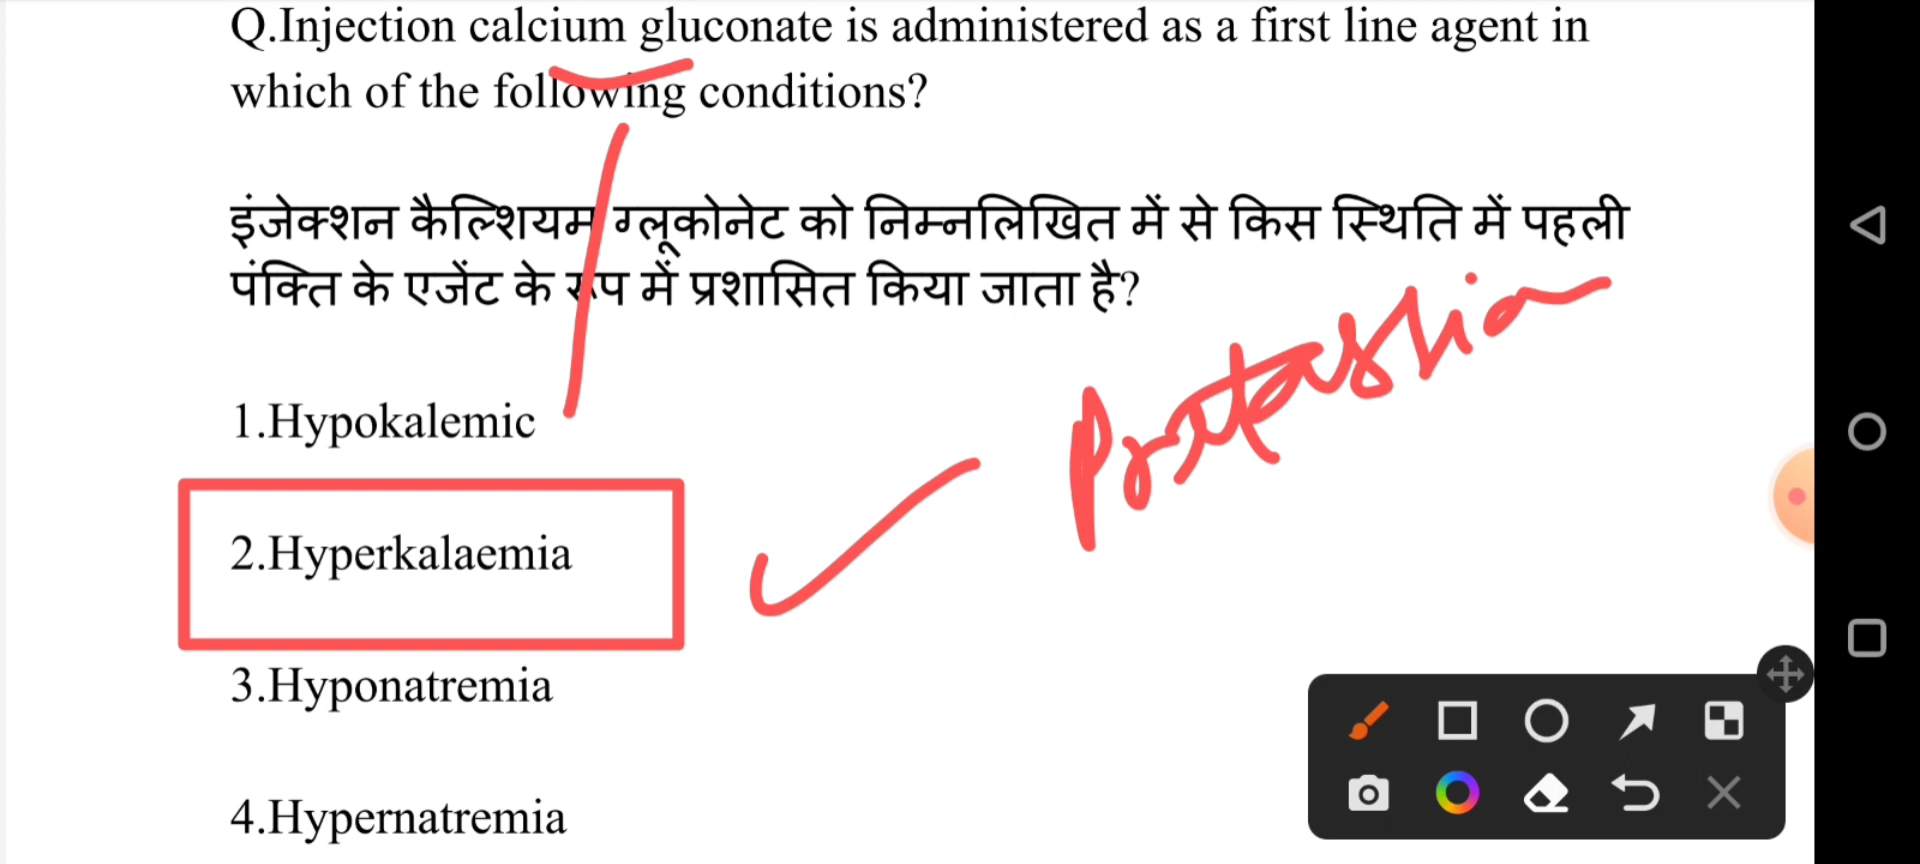 Q.Injection calcium gluconate is administered as a first line agent in
which of the following conditions?
इंजेक्शन कैल्शियम ग्लूकोनेट को निम्नलिखित में से किस स्थिति में पहली
पंक्ति के एजेंट के रूप में प्रशासित किया जाता है?
1.Hypokalemic
2.Hyperkalaemia
3.Hyponatremia
4.Hypernatremia